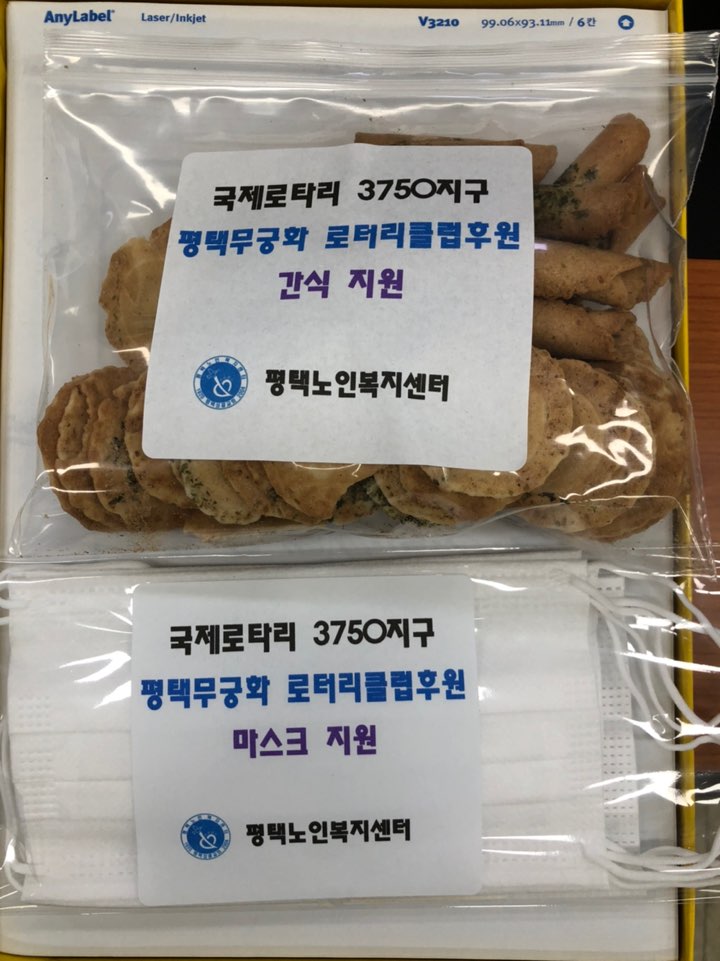 AnyLabel® Laser/Inkjet V3210 99.06x93.11mm / 6칸
국제로타리 3750지구
평택무궁화 로터리클럽후원
간식 지원
평택노인복지센터
국제로타리 3750지구
평택무궁화 로터리클럽후원
마스크 지원
평택노인복지센터